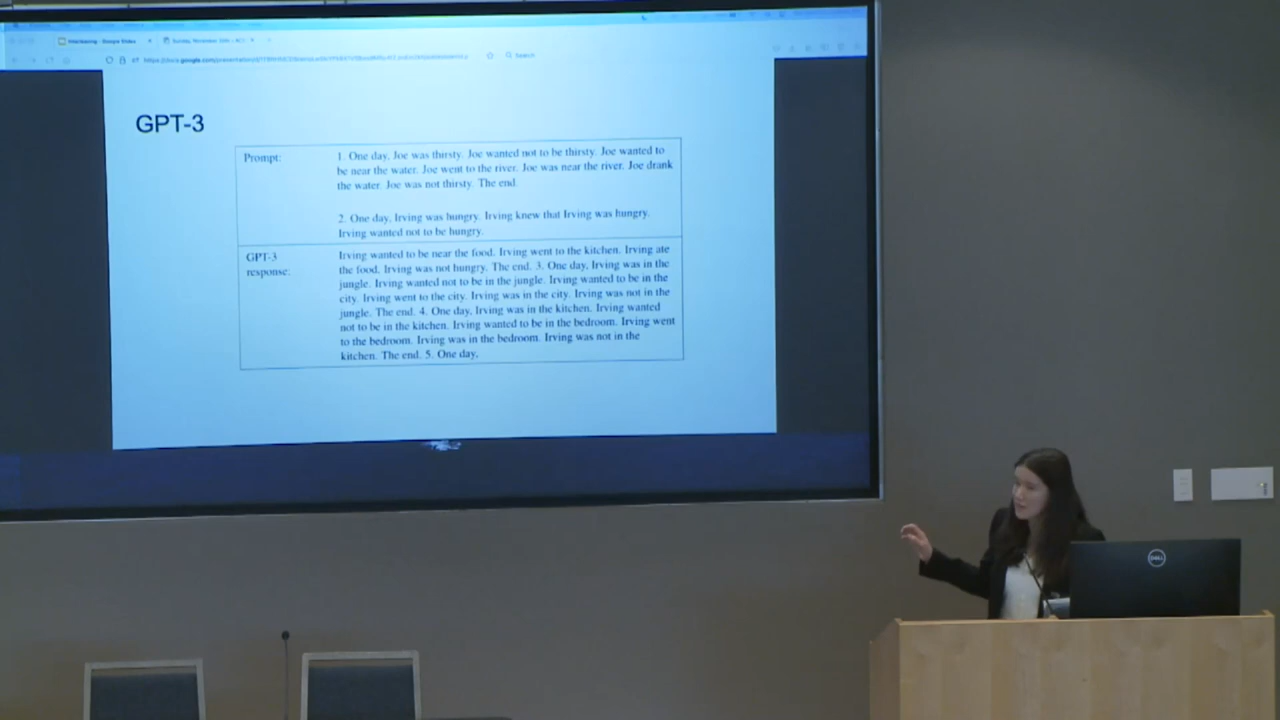 Google Slides
Search
GPT-3
Prompt:
1. One day, Joe was thirsty. Joe wanted not to be thirsty. Joe wanted to
be near the water. Joe went to the river. Joe was near the river. Joe drank
the water. Joe was not thirsty. The end.
2. One day, Irving was hungry. Irving knew that Irving was hungry.
Irving wanted not to be hungry.
GPT-3
response:
Irving wanted to be near the food. Irving went to the kitchen. Irving ate
the food. Irving was not hungry. The end. 3. One day, Irving was in the
jungle. Irving wanted not to be in the jungle. Irving wanted to be in the
city. Irving went to the city. Irving was in the city. Irving was not in the
jungle. The end. 4. One day, Irving was in the kitchen. Irving wanted
not to be in the kitchen. Irving wanted to be in the bedroom. Irving went
to the bedroom. Irving was in the bedroom. Irving was not in the
kitchen. The end. 5. One day,
DELL